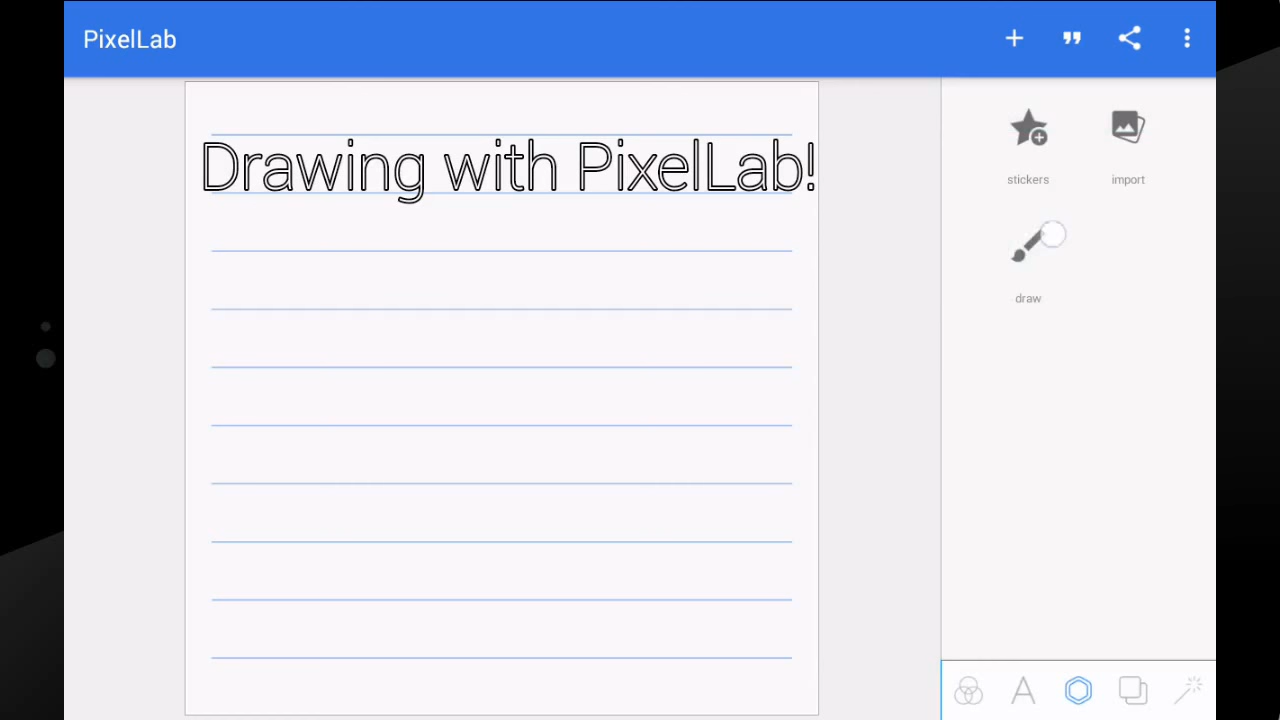 PixelLab
Drawing with PixelLab!
stickers
import
draw